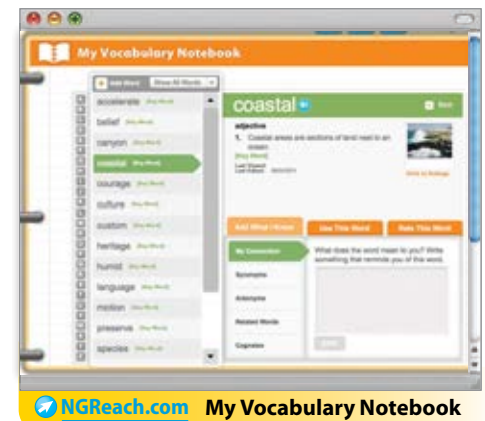 My Vocabulary Notebook
Add Word
Show All Words
accelerate (Key Word)
belief (Key Word)
canyon (Key Word)
coastal (Key Word)
courage (Key Word)
culture (Key Word)
custom (Key Word)
heritage (Key Word)
humid (Key Word)
language (Key Word)
motion (Key Word)
preserve (Key Word)
species (Key Word)
coastal
Back
adjective
1. Coastal areas are sections of land next to an
ocean.
(Key Word)
Add What I Know
Use This Word
Rate This Word
My Connection
Synonyms
Antonyms
Related Words
Cognates
What does the word mean to you? Write
something that reminds you of this word.
NGReach.com My Vocabulary Notebook